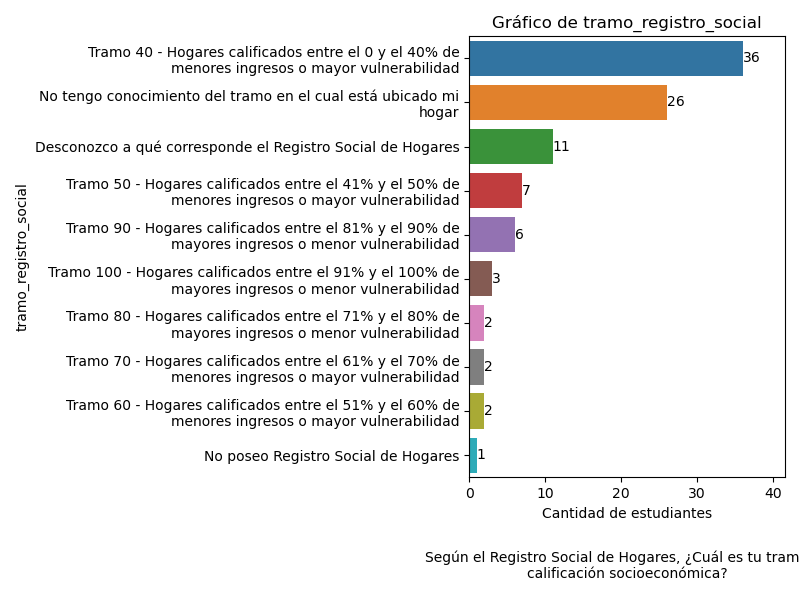 Gráfico de tramo_registro_social
Tramo 40 - Hogares calificados entre el 0 y el 40% de
menores ingresos o mayor vulnerabilidad
36
No tengo conocimiento del tramo en el cual está ubicado mi
hogar
26
Desconozco a qué corresponde el Registro Social de Hogares
11
Tramo 50 - Hogares calificados entre el 41% y el 50% de
menores ingresos o mayor vulnerabilidad
7
Tramo 90 - Hogares calificados entre el 81% y el 90% de
mayores ingresos o menor vulnerabilidad
6
Tramo 100 - Hogares calificados entre el 91% y el 100% de
mayores ingresos o menor vulnerabilidad
3
Tramo 80 - Hogares calificados entre el 71% y el 80% de
mayores ingresos o menor vulnerabilidad
2
Tramo 70 - Hogares calificados entre el 61% y el 70% de
menores ingresos o mayor vulnerabilidad
2
Tramo 60 - Hogares calificados entre el 51% y el 60% de
menores ingresos o mayor vulnerabilidad
2
No poseo Registro Social de Hogares
1
tramo_registro_social
0 10 20 30 40
Cantidad de estudiantes
Según el Registro Social de Hogares, ¿Cuál es tu tram
calificación socioeconómica?